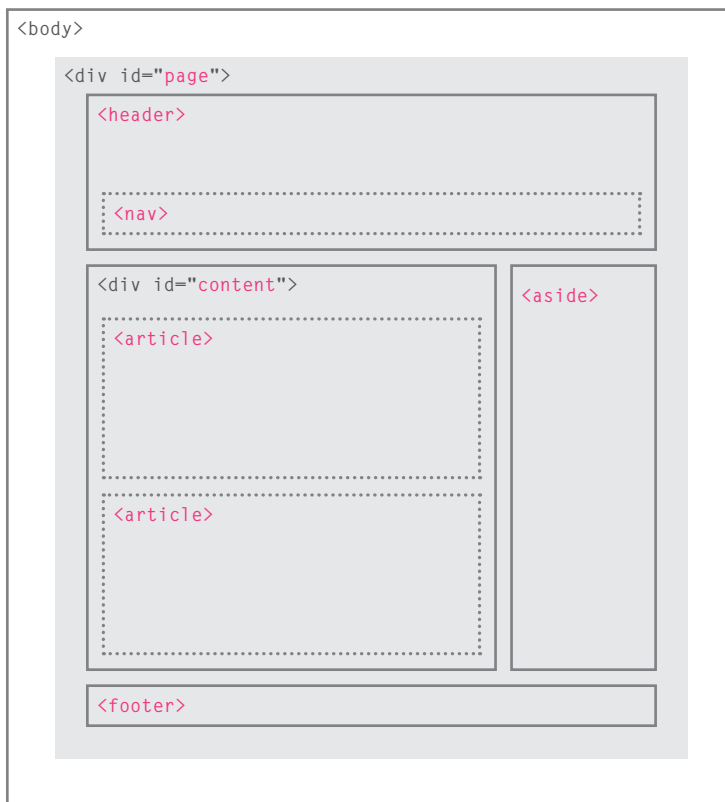 <body>
<div id="page">
<header>
<nav>
<div id="content">
<aside>
<article>
<article>
<footer>